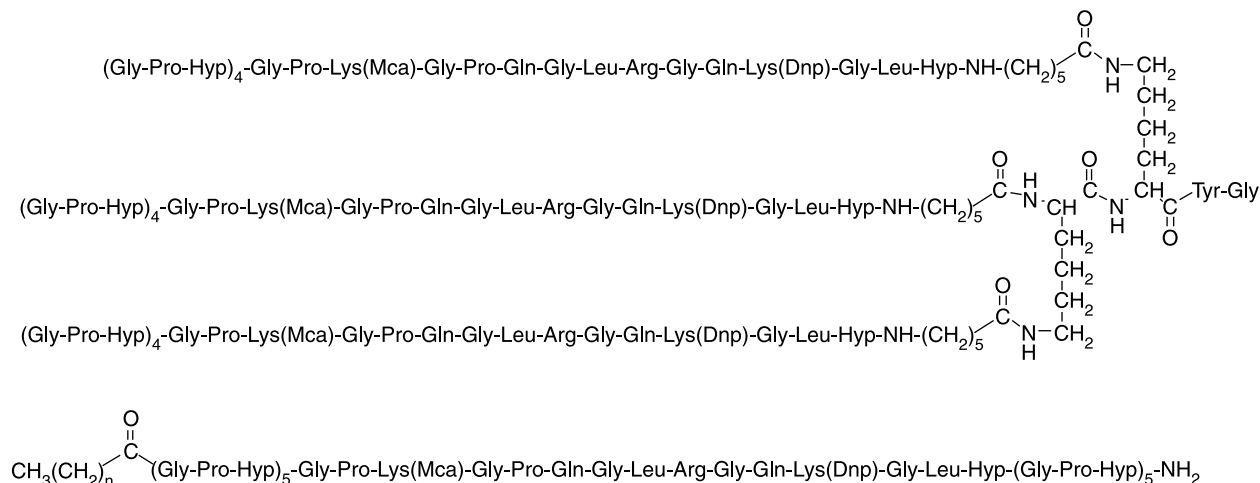 (Gly-Pro-Hyp)4-Gly-Pro-Lys(Mca)-Gly-Pro-Gln-Gly-Leu-Arg-Gly-Gln-Lys(Dnp)-Gly-Leu-Hyp-NH-(CH2)5 C O N H CH2
CH2
CH2
CH2
(Gly-Pro-Hyp)4-Gly-Pro-Lys(Mca)-Gly-Pro-Gln-Gly-Leu-Arg-Gly-Gln-Lys(Dnp)-Gly-Leu-Hyp-NH-(CH2)5 C O H N CH C O N H CH C O Tyr-Gly
CH2
CH2
CH2
(Gly-Pro-Hyp)4-Gly-Pro-Lys(Mca)-Gly-Pro-Gln-Gly-Leu-Arg-Gly-Gln-Lys(Dnp)-Gly-Leu-Hyp-NH-(CH2)5 C O N H CH2
CH3(CH2)n C O (Gly-Pro-Hyp)5-Gly-Pro-Lys(Mca)-Gly-Pro-Gln-Gly-Leu-Arg-Gly-Gln-Lys(Dnp)-Gly-Leu-Hyp-(Gly-Pro-Hyp)5-NH2